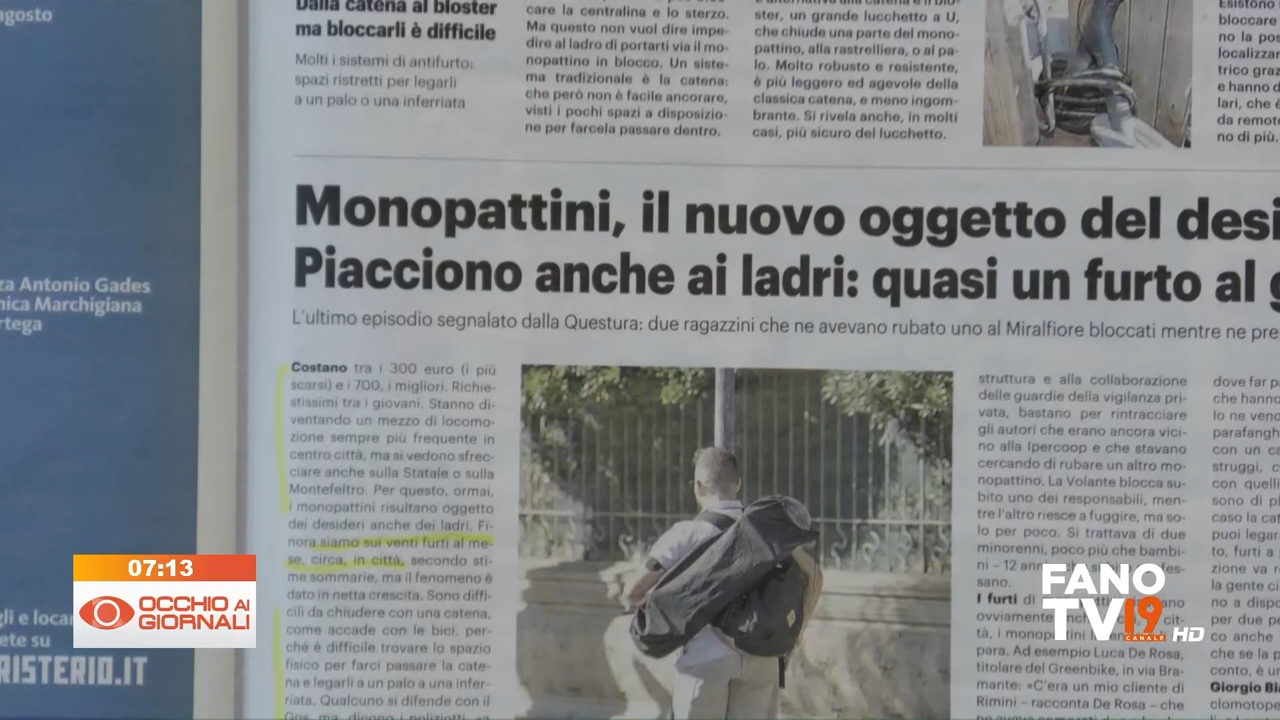 agosto
za Antonio Gades
nica Marchigiana
rtega
ete su
RISTERIO.IT
Dalla catena al bloster
ma bloccarli è difficile
Molti i sistemi di antifurto:
spazi ristretti per legarli
a un palo o una inferriata
care la centralina e lo sterzo.
Ma questo non vuol dire impe-
dire al ladro di portarti via il mo-
nopattino in blocco. Un siste-
ma tradizionale è la catena:
che però non è facile ancorare,
visti i pochi spazi a disposizio-
ne per farcela passare dentro.
ster, un grande lucchetto a U,
che chiude una parte del mono-
pattino, alla rastrelliera, o al pa-
lo. Molto robusto e resistente,
è più leggero ed agevole della
classica catena, e meno ingom-
brante. Si rivela anche, in molti
casi, più sicuro del lucchetto.
Esistono
bloccare
no la pos
localizzar
trico graz
e hanno d
lari, che è
da remoto
no di più.
Monopattini, il nuovo oggetto del desi
Piacciono anche ai ladri: quasi un furto al g
L'ultimo episodio segnalato dalla Questura: due ragazzini che ne avevano rubato uno al Miralfiore bloccati mentre ne pre
Costano tra i 300 euro (i più
scarsi) e i 700, i migliori. Richie-
stissimi tra i giovani. Stanno di-
ventando un mezzo di locomo-
zione sempre più frequente in
centro città, ma si vedono sfrec-
ciare anche sulla Statale o sulla
Montefeltro. Per questo, ormai,
i monopattini risultano oggetto
dei desideri anche dei ladri. Fi-
nora siamo sui venti furti al me-
se, circa, in città, secondo sti-
me sommarie, ma il fenomeno è
dato in netta crescita. Sono diffi-
cili da chiudere con una catena,
come accade con le bici, per-
ché è difficile trovare lo spazio
fisico per farci passare la cate-
na e legarli a un palo a una infer-
riata. Qualcuno si difende con il
Gps, ma, dicono i poliziotti, «a
struttura e alla collaborazione
delle guardie della vigilanza pri-
vata, bastano per rintracciare
gli autori che erano ancora vici-
no alla Ipercoop e che stavano
cercando di rubare un altro mo-
nopattino. La Volante blocca su-
bito uno dei responsabili, men-
tre l'altro riesce a fuggire, ma so-
lo per poco. Si trattava di due
minorenni, poco più che bambi-
ni – 12 ann
sano.
I furti di
ovviamente
tà, i monopattini
para. Ad esempio Luca De Rosa,
titolare del Greenbike, in via Bra-
mante: «C'era un mio cliente di
Rimini – racconta De Rosa – che
dove far p
che hanno
lo ne vend
parafangh
con un ca
struggi, c
con quelli
sono di p
caso la cat
puoi legar
to, furti a
zione va r
la gente ci
no a dispo
per due p
co anche
che se la p
conto, è u
Giorgio Bi
clomotope
07:13
OCCHIO AI
GIORNALI
FANO
TV 19
CANALE HD